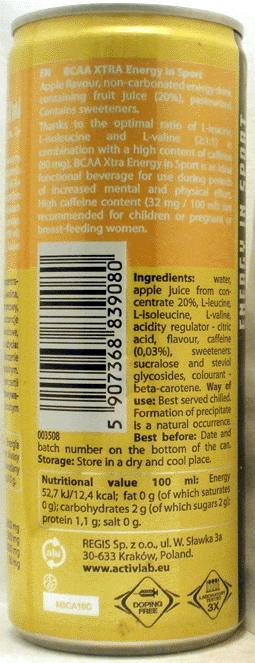 EN BCAA XTRA Energy in Sport
Apple flavour, non-carbonated energy drink
containing fruit juice (20%), pasteurized.
Contains sweeteners.
Thanks to the optimal ratio of L-leucine,
L-isoleucine and L-valine (2:1:1) in
combination with a high content of caffeine
(80 mg), BCAA Xtra Energy in Sport is an ideal
functional beverage for use during periods
of increased mental and physical effort.
High caffeine content (32 mg / 100 ml) not
recommended for children or pregnant or
breast-feeding women.
ENERGY IN SPORT
Ingredients: water,
apple juice from con-
centrate 20%, L-leucine,
L-Isoleucine, L-valine,
acidity regulator - citric
acid, flavour, caffeine
(0,03%), sweeteners:
sucralose and steviol
glycosides, colourant -
beta-carotene. Way of
use: Best served chilled.
Formation of precipitate
is a natural occurrence.
Best before: Date and
batch number on the bottom of the can.
Storage: Store in a dry and cool place.
5 907368 839080
003508
Nutritional value 100 ml: Energy
52,7 kJ/12,4 kcal; fat 0 g (of which saturates
0 g); carbohydrates 2 g (of which sugars 2 g);
protein 1,1 g; salt 0 g.
alu
REGIS Sp. z o.o., ul. W. Sławka 3a
30-633 Kraków, Poland.
www.activlab.eu
DOPING
FREE
LABORATORY
TESTED
3X